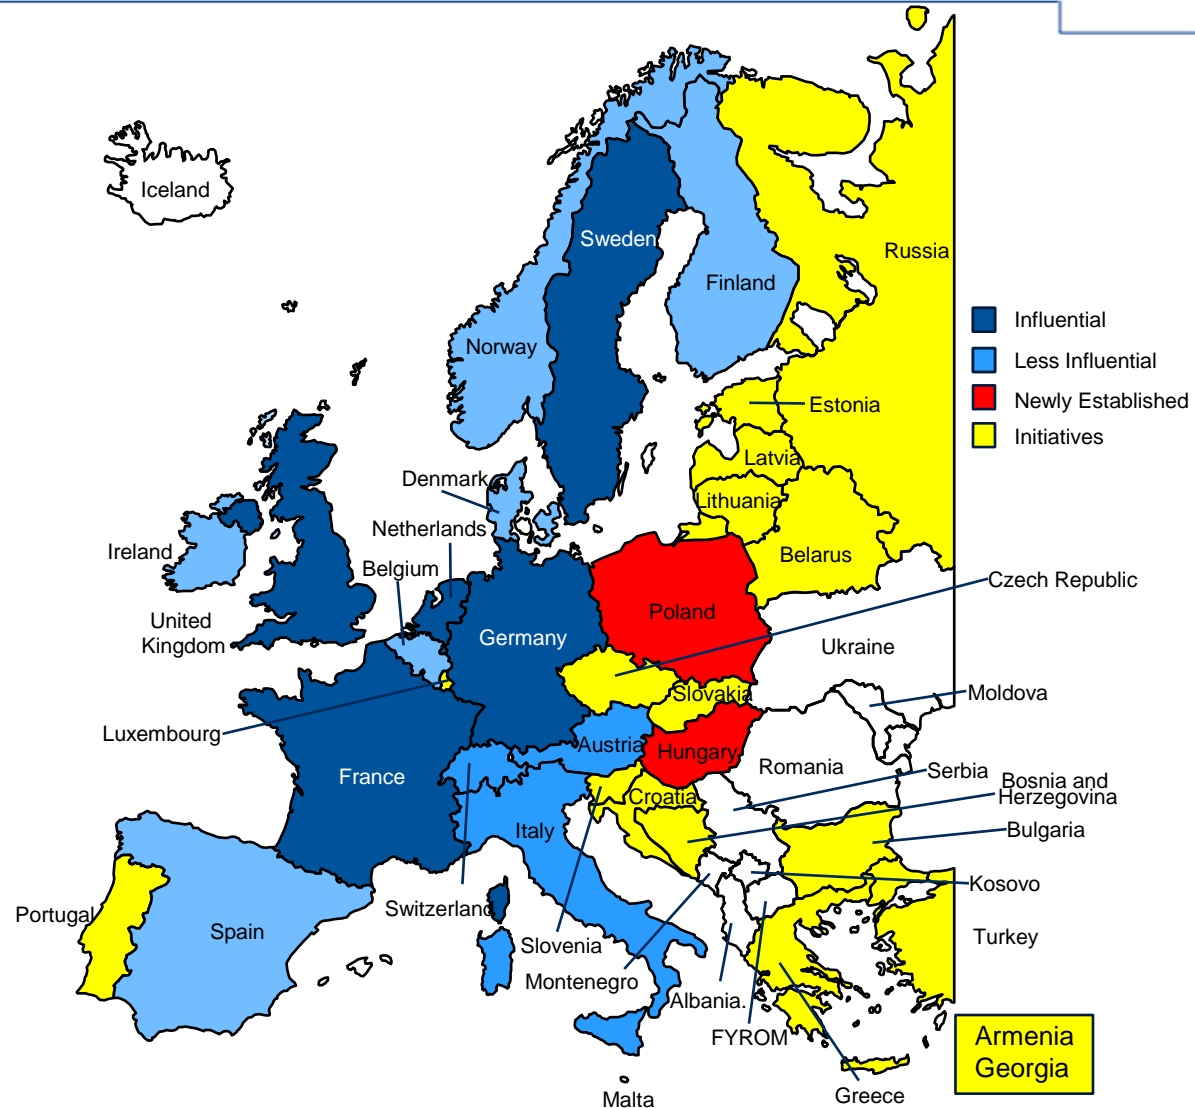 Iceland
Sweden
Russia
Finland
Influential
Norway
Less Influential
Newly Established
Estonia
Initiatives
Latvia
Denmark
Lithuania
Netherlands
Ireland
Belarus
Belgium
Czech Republic
United
Kingdom
Poland
Germany
Ukraine
Slovakia
Moldova
Luxembourg
Austria
Hungary
France
Romania
Serbia
Bosnia and
Herzegovina
Croatia
Italy
Bulgaria
Kosovo
Portugal
Switzerland
Spain
Slovenia
Turkey
Montenegro
Albania.
FYROM
Armenia
Georgia
Greece
Malta